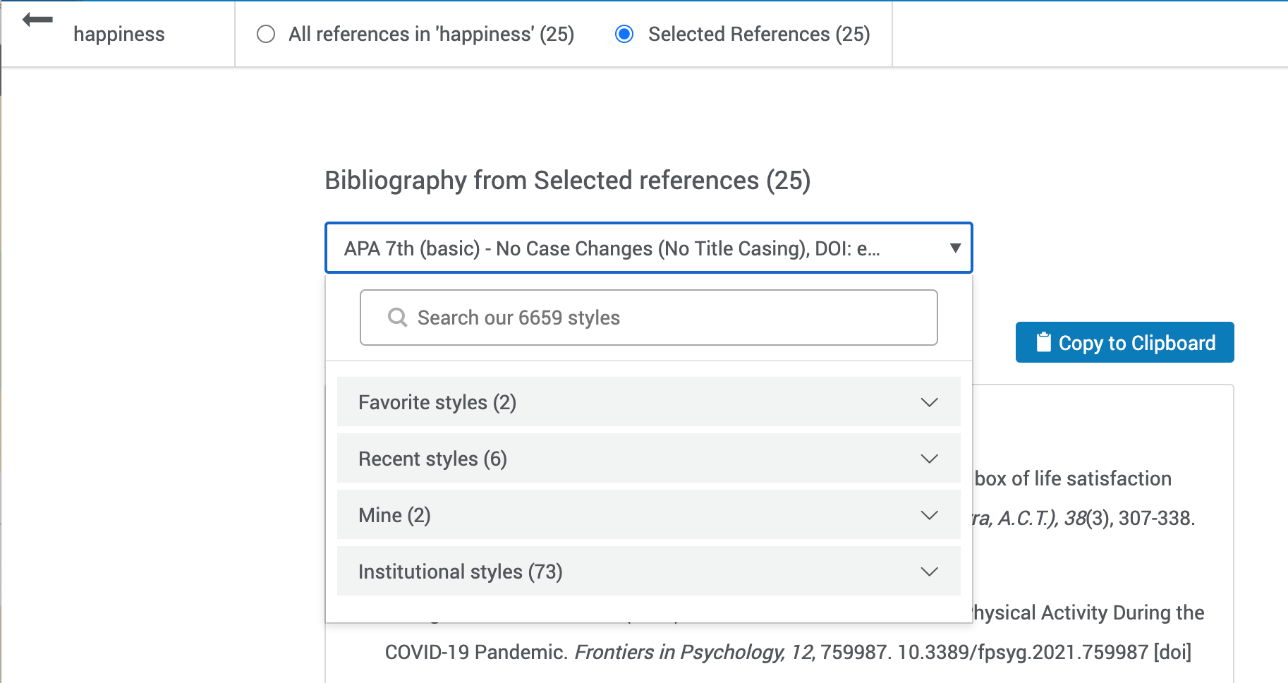 happiness
All references in 'happiness' (25)
Selected References (25)
Bibliography from Selected references (25)
APA 7th (basic) - No Case Changes (No Title Casing), DOI: e...
Search our 6659 styles
Copy to Clipboard
Favorite styles (2)
Recent styles (6)
box of life satisfaction
Mine (2)
ra, A.C.T.), 38(3), 307-338.
Institutional styles (73)
hysical Activity During the
COVID-19 Pandemic. Frontiers in Psychology, 12, 759987. 10.3389/fpsyg.2021.759987 [doi]